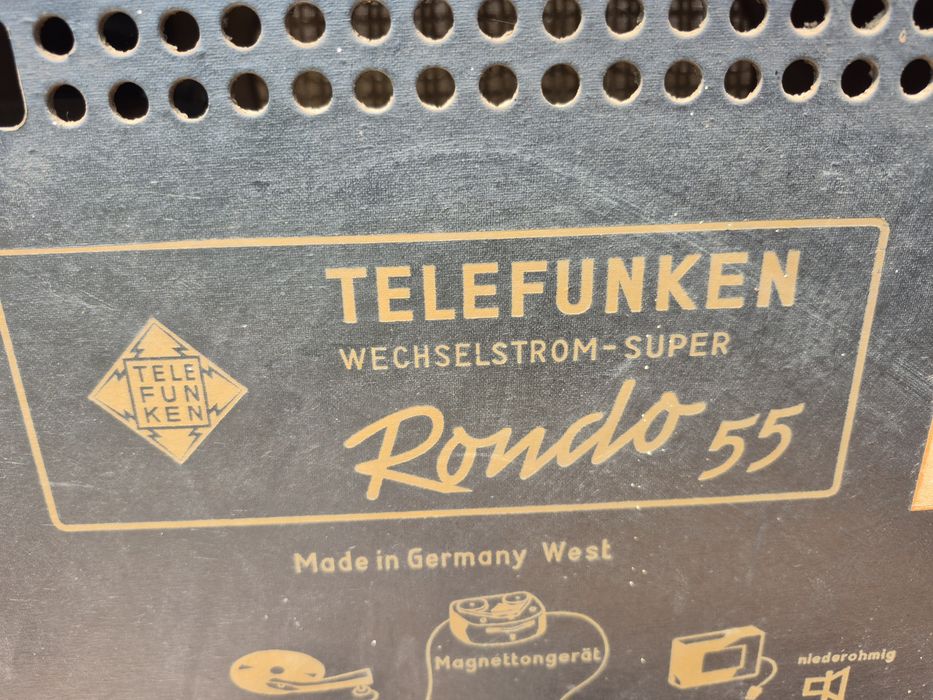 TELEFUNKEN
WECHSELSTROM-SUPER
TELE
FUN
KEN
Rondo 55
Made in Germany West
Magnettongerät
niederohmig